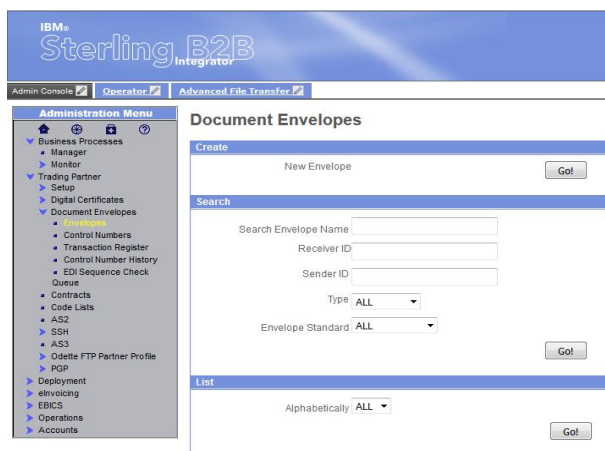 IBM®
Sterling B2B
Integrator
Admin Console
Operator
Advanced File Transfer
Administration Menu
Business Processes
Manager
Monitor
Trading Partner
Setup
Digital Certificates
Document Envelopes
Envelopes
Control Numbers
Transaction Register
Control Number History
EDI Sequence Check
Queue
Contracts
Code Lists
AS2
SSH
AS3
Odette FTP Partner Profile
PGP
Deployment
eInvoicing
EBICS
Operations
Accounts
Document Envelopes
Create
New Envelope
Go!
Search
Search Envelope Name
Receiver ID
Sender ID
Type ALL
Envelope Standard ALL
Go!
List
Alphabetically ALL
Go!